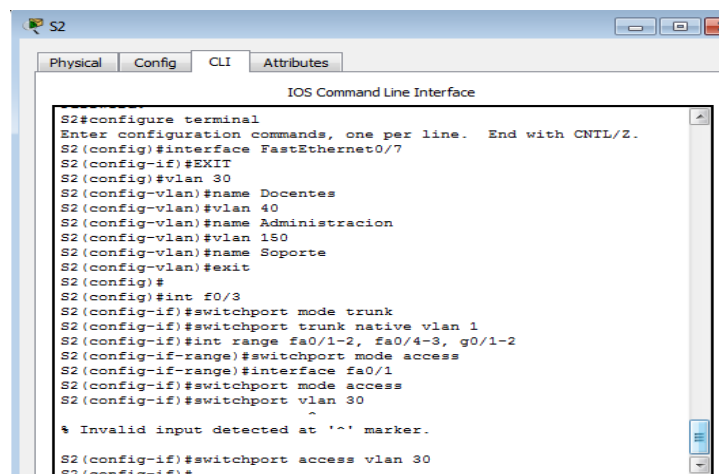 S2
Physical Config CLI Attributes
IOS Command Line Interface
S2#configure terminal
Enter configuration commands, one per line. End with CNTL/Z.
S2(config)#interface FastEthernet0/7
S2(config-if)#EXIT
S2(config)#vlan 30
S2(config-vlan)#name Docentes
S2(config-vlan)#vlan 40
S2(config-vlan)#name Administracion
S2(config-vlan)#vlan 150
S2(config-vlan)#name Soporte
S2(config-vlan)#exit
S2(config)#
S2(config)#int f0/3
S2(config-if)#switchport mode trunk
S2(config-if)#switchport trunk native vlan 1
S2(config-if)#int range fa0/1-2, fa0/4-3, g0/1-2
S2(config-if-range)#switchport mode access
S2(config-if-range)#interface fa0/1
S2(config-if)#switchport mode access
S2(config-if)#switchport vlan 30
^
% Invalid input detected at '^' marker.
S2(config-if)#switchport access vlan 30
S2(config-if)#